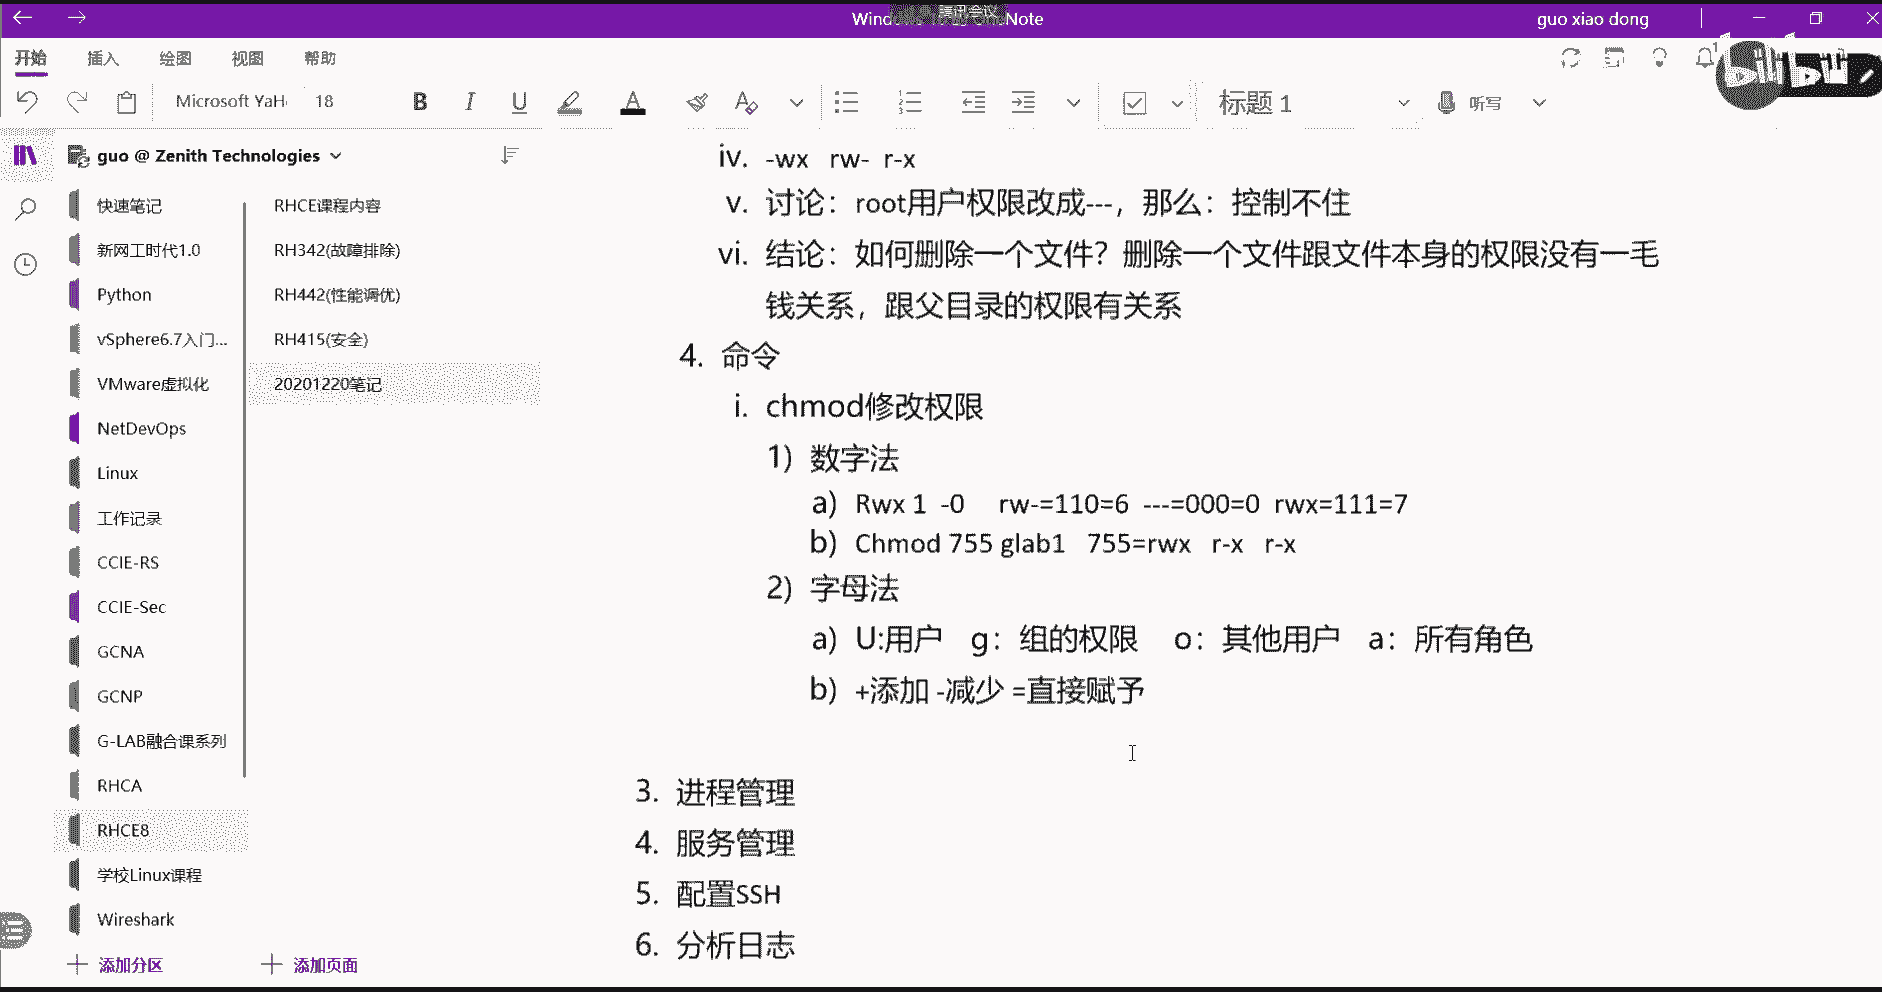 Note
腾讯会议
guo xiao dong
开始 插入 绘图 视图 帮助
bilibili
Microsoft YaH 18 B I U A 标题 1 听写
guo @ Zenith Technologies
快速笔记
新网工时代1.0
Python
vSphere6.7入门...
VMware虚拟化
NetDevOps
Linux
工作记录
CCIE-RS
CCIE-Sec
GCNA
GCNP
G-LAB融合课系列
RHCA
RHCE8
学校Linux课程
Wireshark
添加分区
RHCE课程内容
RH342(故障排除)
RH442(性能调优)
RH415(安全)
20201220笔记
添加页面
iv. -wx rw- r-x
v. 讨论：root用户权限改成---，那么：控制不住
vi. 结论：如何删除一个文件？删除一个文件跟文件本身的权限没有一毛
钱关系，跟父目录的权限有关系
4. 命令
i. chmod修改权限
1) 数字法
a) Rwx 1 -0 rw-=110=6 ---=000=0 rwx=111=7
b) Chmod 755 glab1 755=rwx r-x r-x
2) 字母法
a) U:用户 g：组的权限 o：其他用户 a：所有角色
b) +添加 -减少 =直接赋予
3. 进程管理
4. 服务管理
5. 配置SSH
6. 分析日志